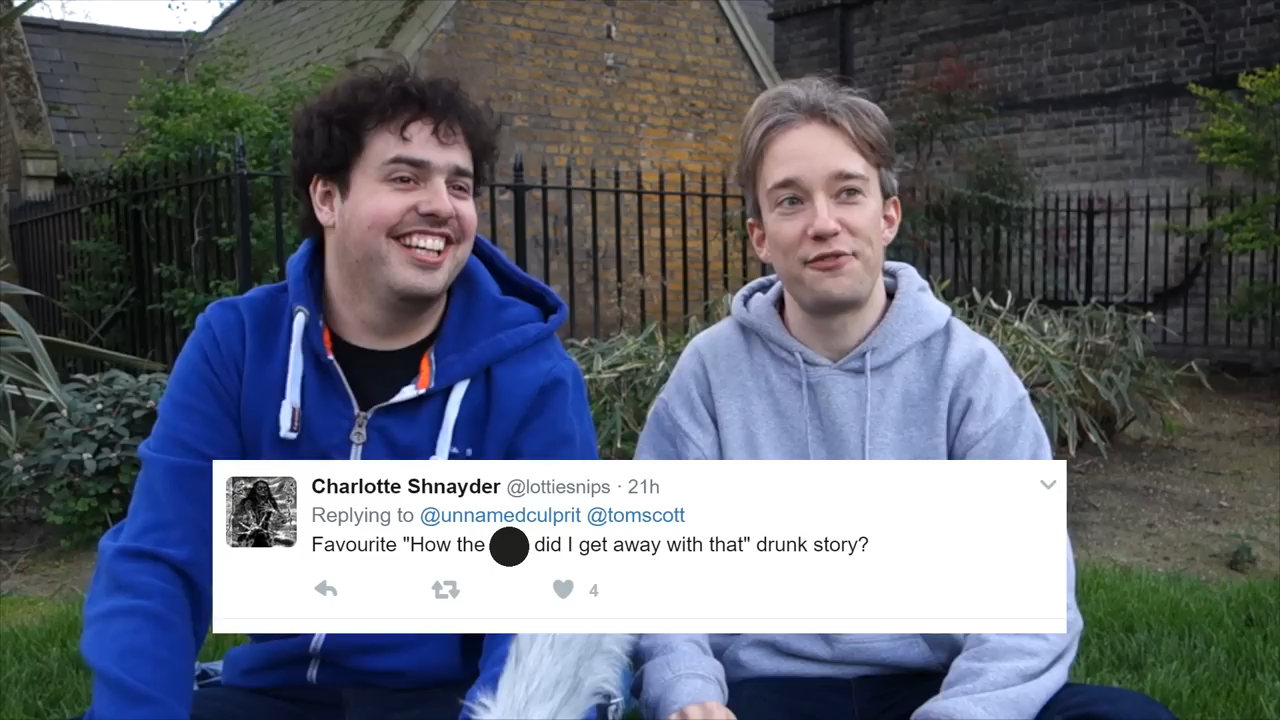 Charlotte Shnayder @lottiesnips · 21h
Replying to @unnamedculprit @tomscott
Favourite "How the did I get away with that" drunk story?
4